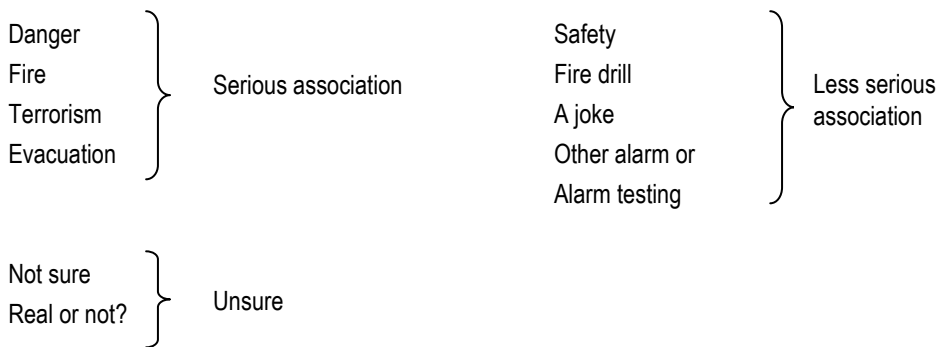 Danger
Fire
Terrorism
Evacuation
Serious association
Safety
Fire drill
A joke
Other alarm or
Alarm testing
Less serious
association
Not sure
Real or not?
Unsure